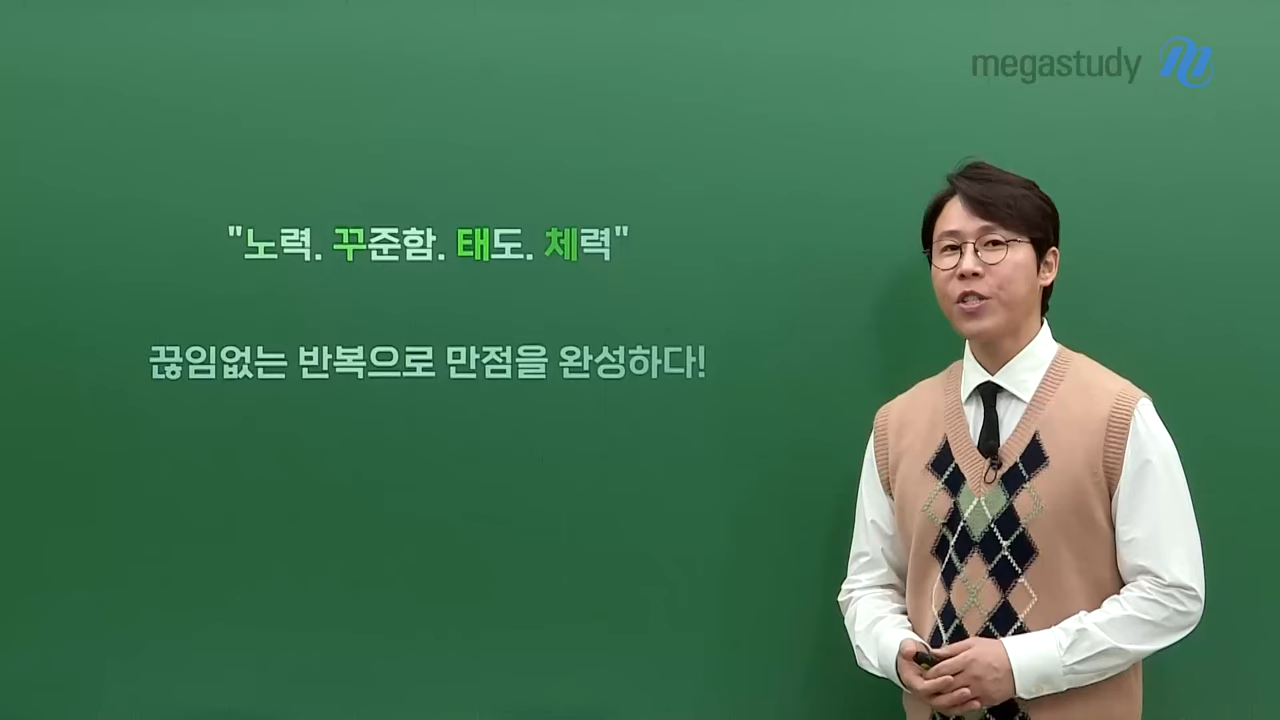 megastudy
"노력. 꾸준함. 태도. 체력"
끊임없는 반복으로 만점을 완성하다!